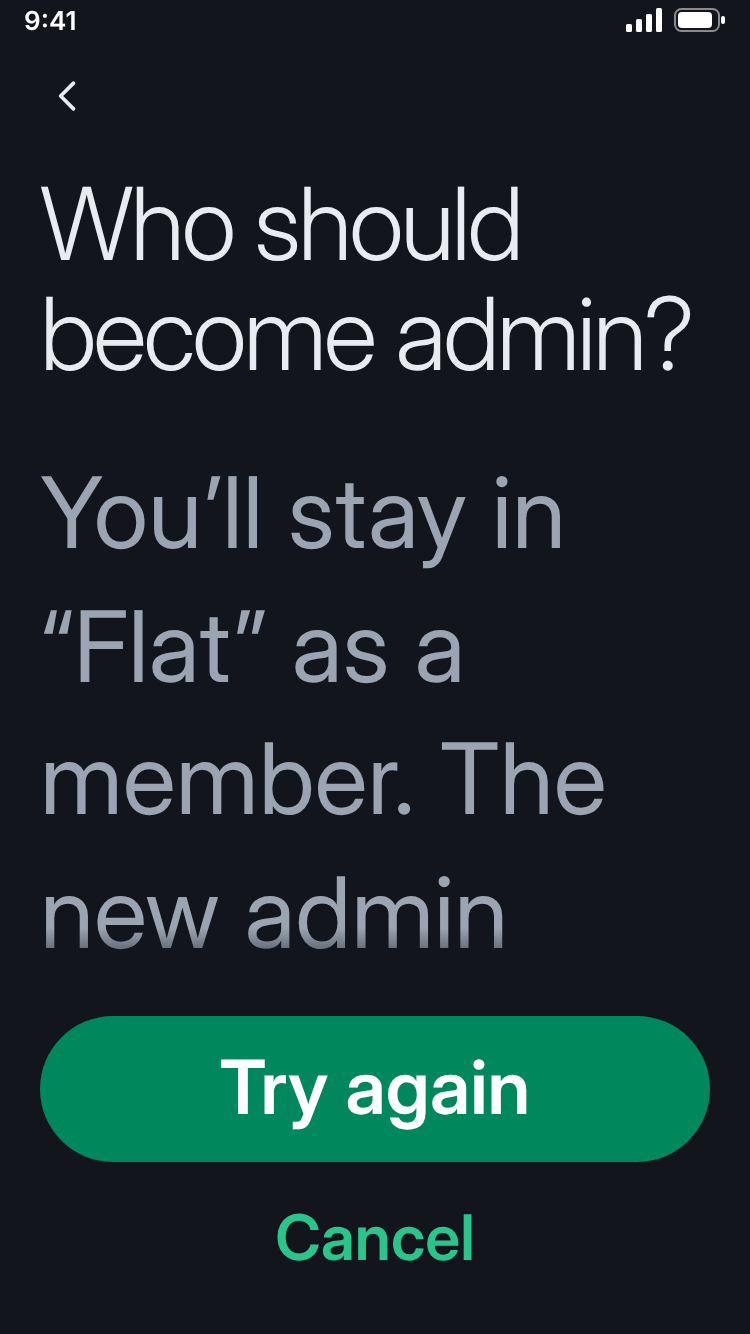 9:41
Who should
become admin?
You’ll stay in
“Flat” as a
member. The
new admin
Try again
Cancel